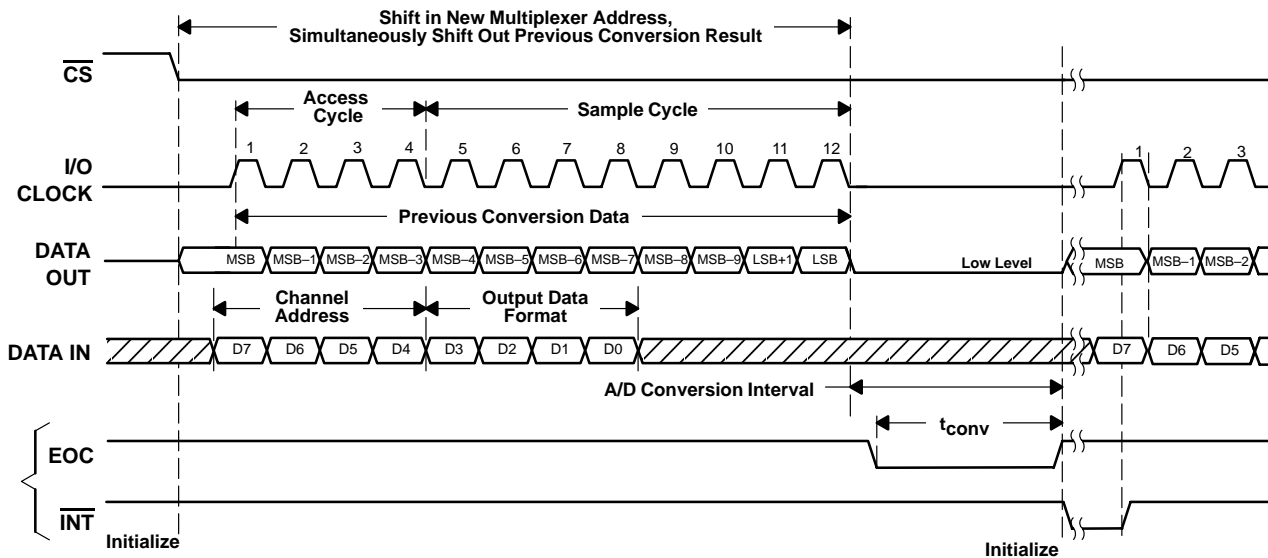 Shift in New Multiplexer Address,
Simultaneously Shift Out Previous Conversion Result
CS
Access
Cycle
Sample Cycle
I/O
CLOCK
1 2 3 4 5 6 7 8 9 10 11 12 1 2 3
Previous Conversion Data
DATA
OUT
MSB MSB–1 MSB–2 MSB–3 MSB–4 MSB–5 MSB–6 MSB–7 MSB–8 MSB–9 LSB+1 LSB Low Level MSB MSB–1 MSB–2
Channel
Address
Output Data
Format
DATA IN
D7 D6 D5 D4 D3 D2 D1 D0 D7 D6 D5
A/D Conversion Interval
tconv
EOC
INT
Initialize
Initialize